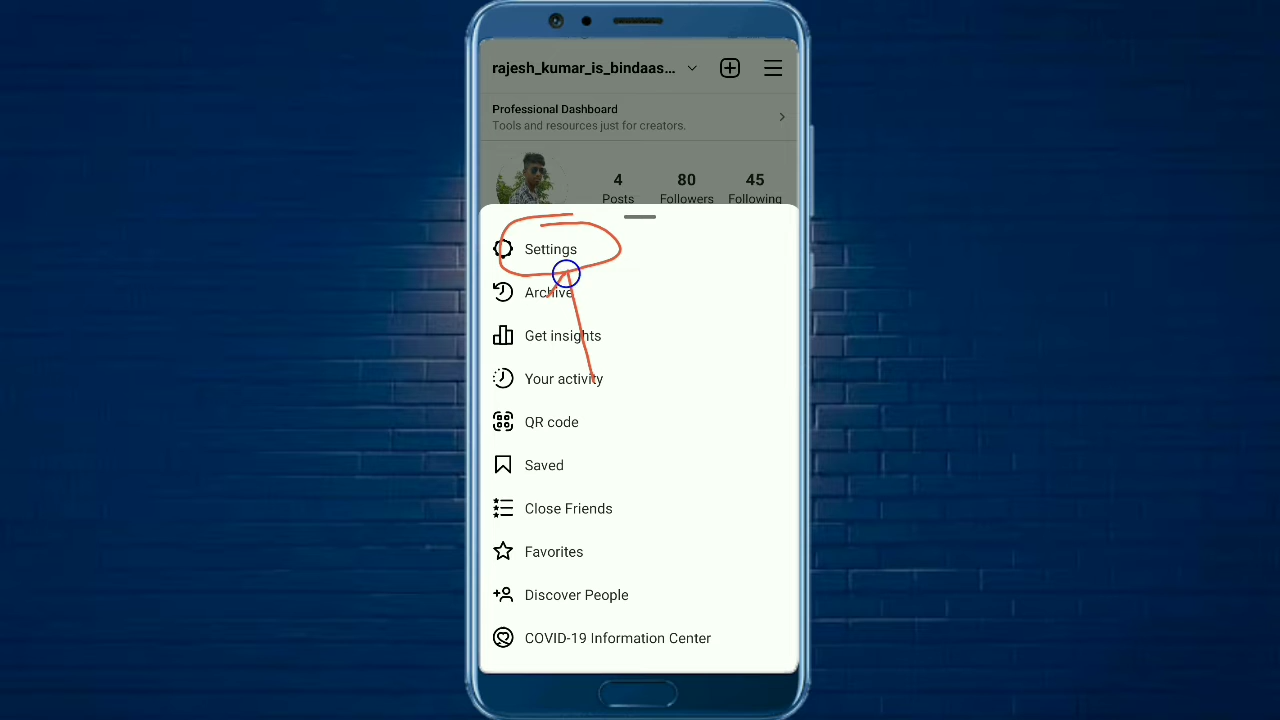 rajesh_kumar_is_bindaas...
Professional Dashboard
Tools and resources just for creators.
4 80 45
Posts Followers Following
Settings
Archive
Get insights
Your activity
QR code
Saved
Close Friends
Favorites
Discover People
COVID-19 Information Center